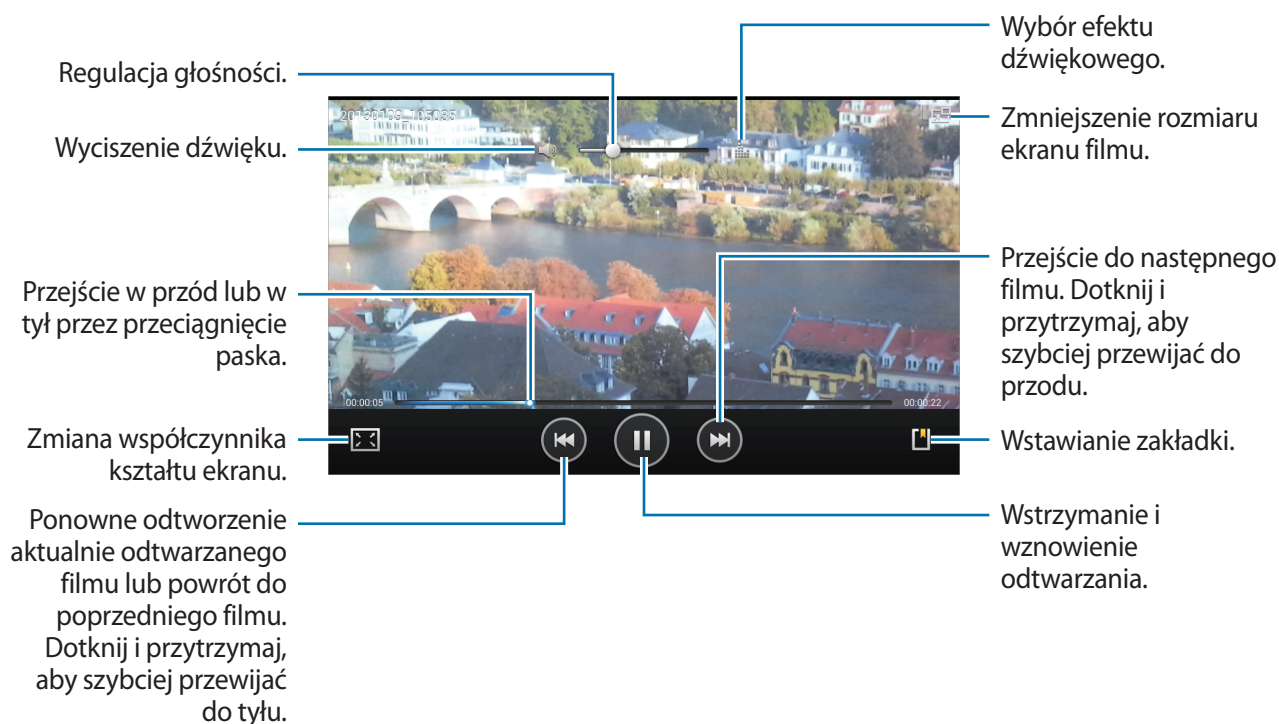 Regulacja głośności.
Wyciszenie dźwięku.
Przejście w przód lub w
tył przez przeciągnięcie
paska.
Zmiana współczynnika
kształtu ekranu.
Ponowne odtworzenie
aktualnie odtwarzanego
filmu lub powrót do
poprzedniego filmu.
Dotknij i przytrzymaj,
aby szybciej przewijać
do tyłu.
20130109_105035
00:00:05
00:00:22
Wybór efektu
dźwiękowego.
Zmniejszenie rozmiaru
ekranu filmu.
Przejście do następnego
filmu. Dotknij i
przytrzymaj, aby
szybciej przewijać do
przodu.
Wstawianie zakładki.
Wstrzymanie i
wznowienie
odtwarzania.